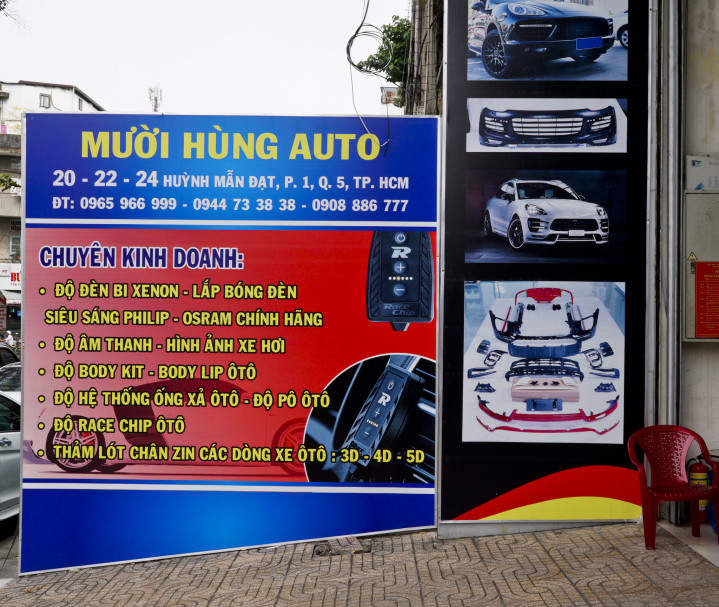 MƯỜI HÙNG AUTO
20 - 22 - 24 HUỲNH MẪN ĐẠT, P. 1, Q. 5, TP. HCM
ĐT: 0965 966 999 - 0944 73 38 38 - 0908 886 777
CHUYÊN KINH DOANH:
• ĐỘ ĐÈN BI XENON - LẮP BÓNG ĐÈN
SIÊU SÁNG PHILIP - OSRAM CHÍNH HÃNG
• ĐỘ ÂM THANH - HÌNH ẢNH XE HƠI
• ĐỘ BODY KIT - BODY LIP ÔTÔ
• ĐỘ HỆ THỐNG ỐNG XẢ ÔTÔ - ĐỘ PÔ ÔTÔ
• ĐỘ RACE CHIP ÔTÔ
• THẢM LÓT CHÂN ZIN CÁC DÒNG XE ÔTÔ : 3D - 4D - 5D
R
Race
Chip
R